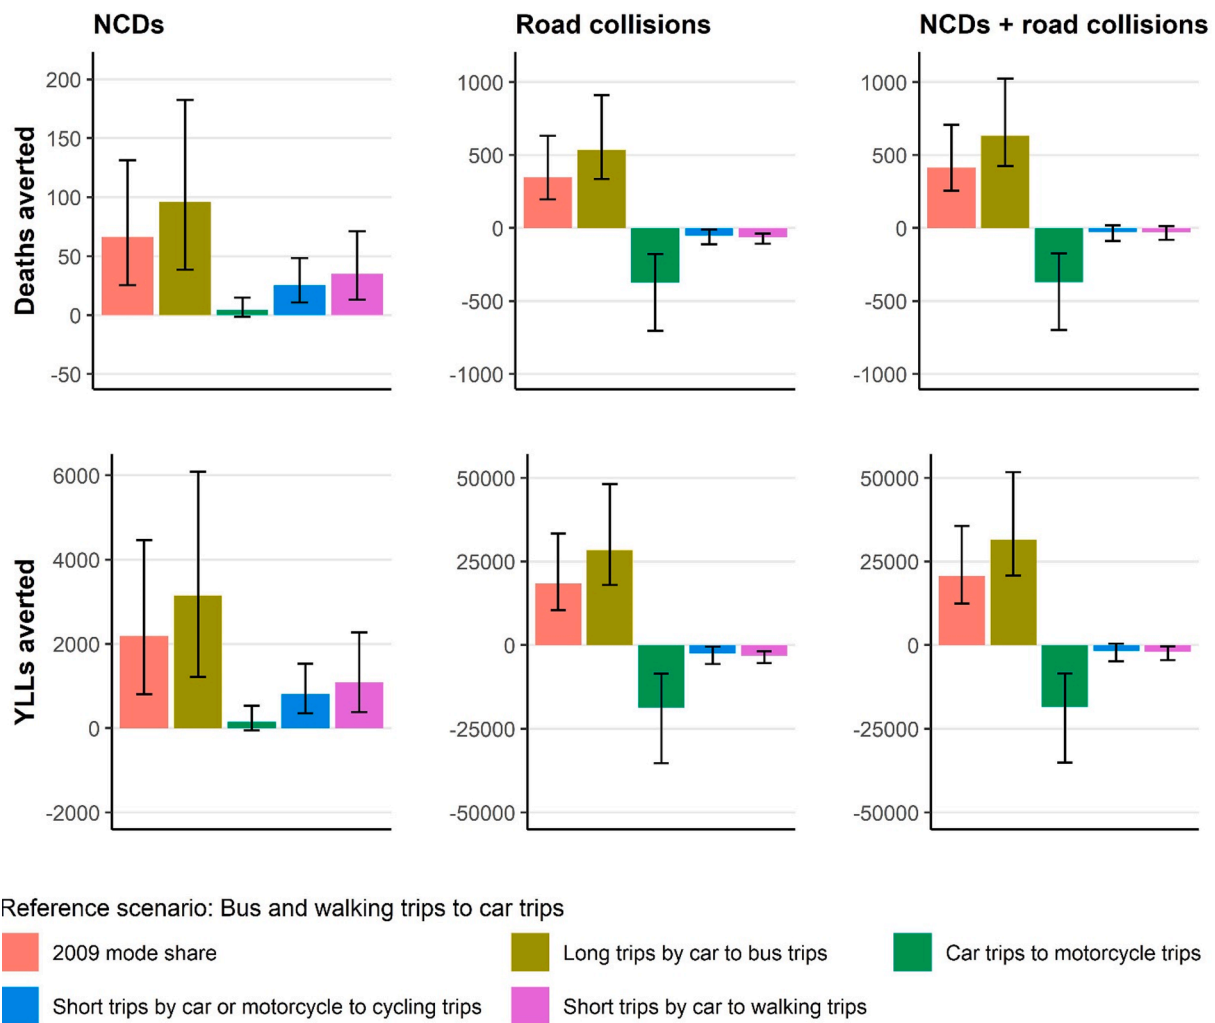 NCDs
Road collisions
NCDs + road collisions
Deaths averted
200
150
100
50
0
-50
1000
500
0
-500
-1000
1000
500
0
-500
-1000
YLLs averted
6000
4000
2000
0
-2000
50000
25000
0
-25000
-50000
50000
25000
0
-25000
-50000
Reference scenario: Bus and walking trips to car trips
2009 mode share
Long trips by car to bus trips
Car trips to motorcycle trips
Short trips by car or motorcycle to cycling trips
Short trips by car to walking trips